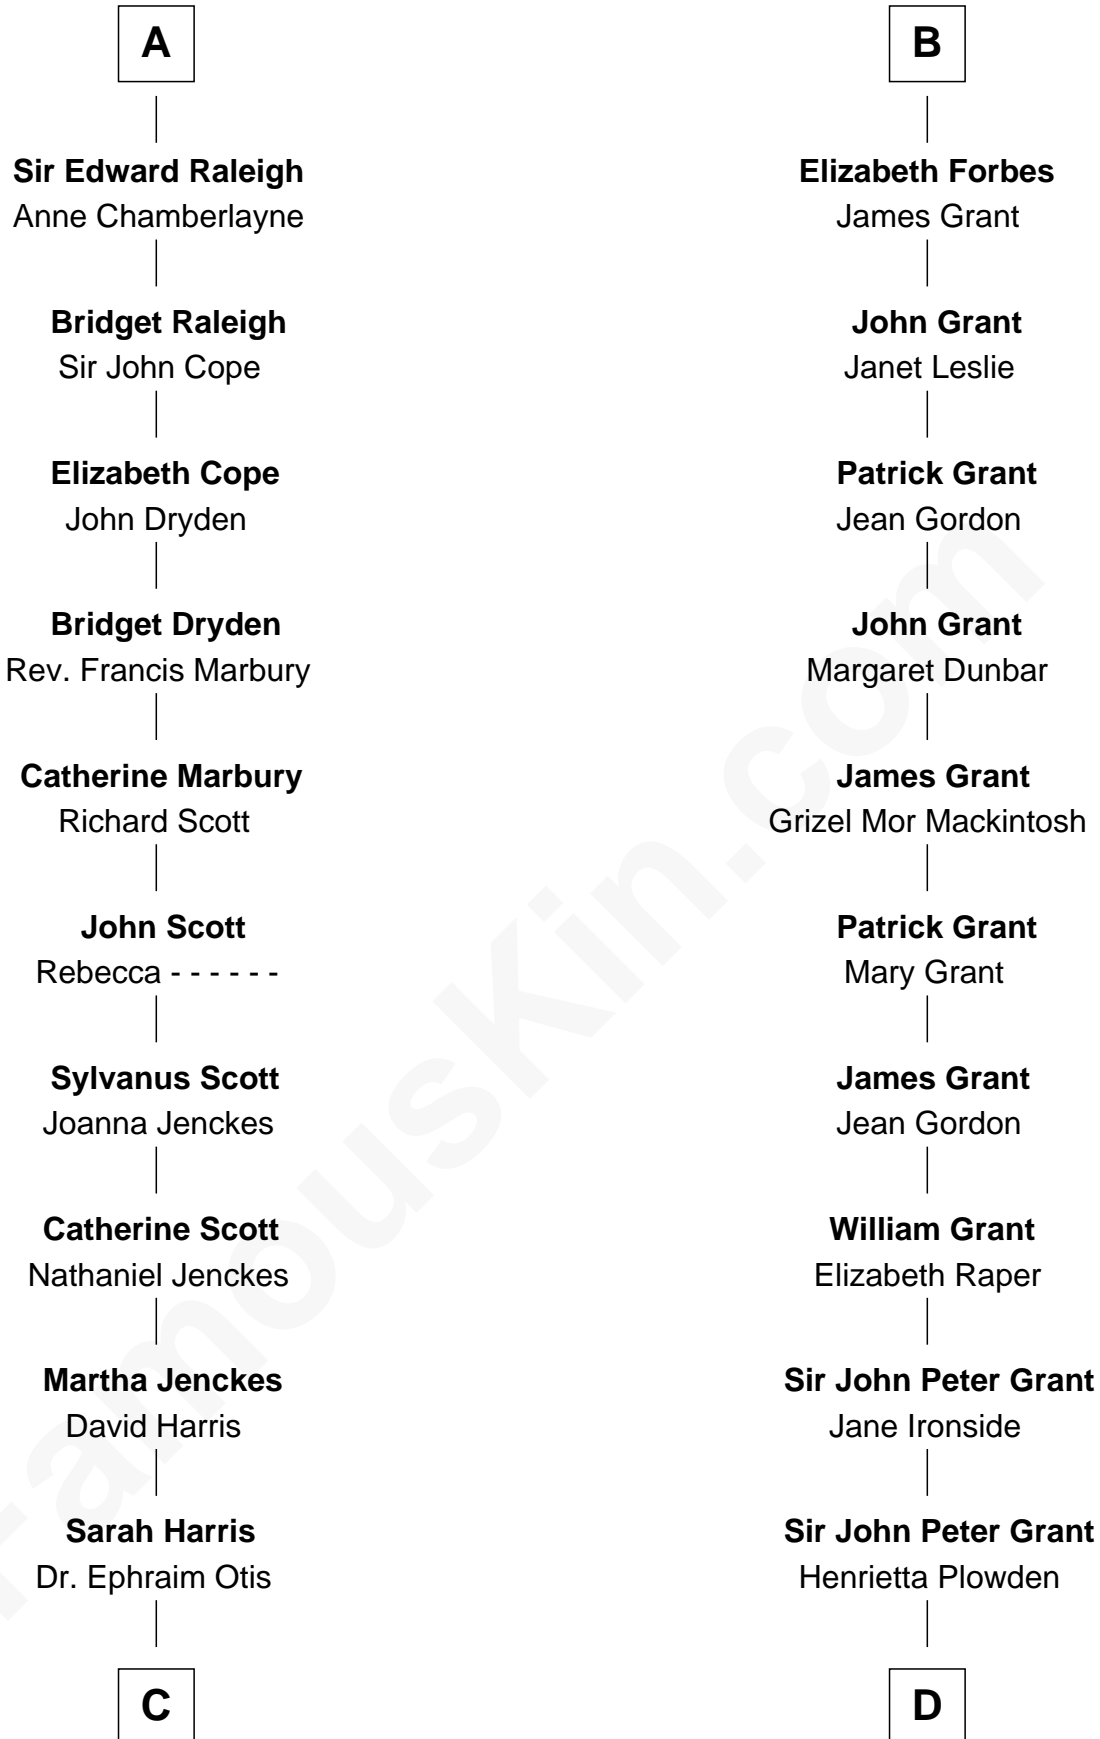 A
Sir Edward Raleigh
Anne Chamberlayne
Bridget Raleigh
Sir John Cope
Elizabeth Cope
John Dryden
Bridget Dryden
Rev. Francis Marbury
Catherine Marbury
Richard Scott
John Scott
Rebecca - - - - - -
Sylvanus Scott
Joanna Jenckes
Catherine Scott
Nathaniel Jenckes
Martha Jenckes
David Harris
Sarah Harris
Dr. Ephraim Otis
C
B
Elizabeth Forbes
James Grant
John Grant
Janet Leslie
Patrick Grant
Jean Gordon
John Grant
Margaret Dunbar
James Grant
Grizel Mor Mackintosh
Patrick Grant
Mary Grant
James Grant
Jean Gordon
William Grant
Elizabeth Raper
Sir John Peter Grant
Jane Ironside
Sir John Peter Grant
Henrietta Plowden
D
FamousKin.com